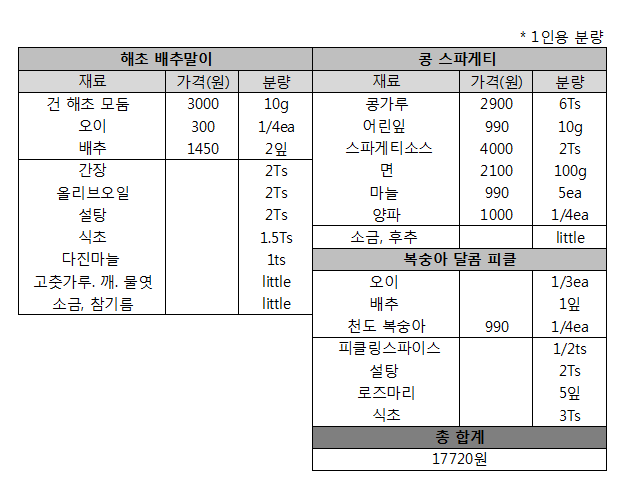 * 1인용 분량
해초 배추말이
재료 가격(원) 분량
건 해초 모둠 3000 10g
오이 300 1/4ea
배추 1450 2잎
간장 2Ts
올리브오일 2Ts
설탕 2Ts
식초 1.5Ts
다진마늘 1ts
고춧가루. 깨. 물엿 little
소금, 참기름 little
콩 스파게티
재료 가격(원) 분량
콩가루 2900 6Ts
어린잎 990 10g
스파게티소스 4000 2Ts
면 2100 100g
마늘 990 5ea
양파 1000 1/4ea
소금, 후추 little
복숭아 달콤 피클
오이 1/3ea
배추 1잎
천도 복숭아 990 1/4ea
피클링스파이스 1/2ts
설탕 2Ts
로즈마리 5잎
식초 3Ts
총 합계
17720원